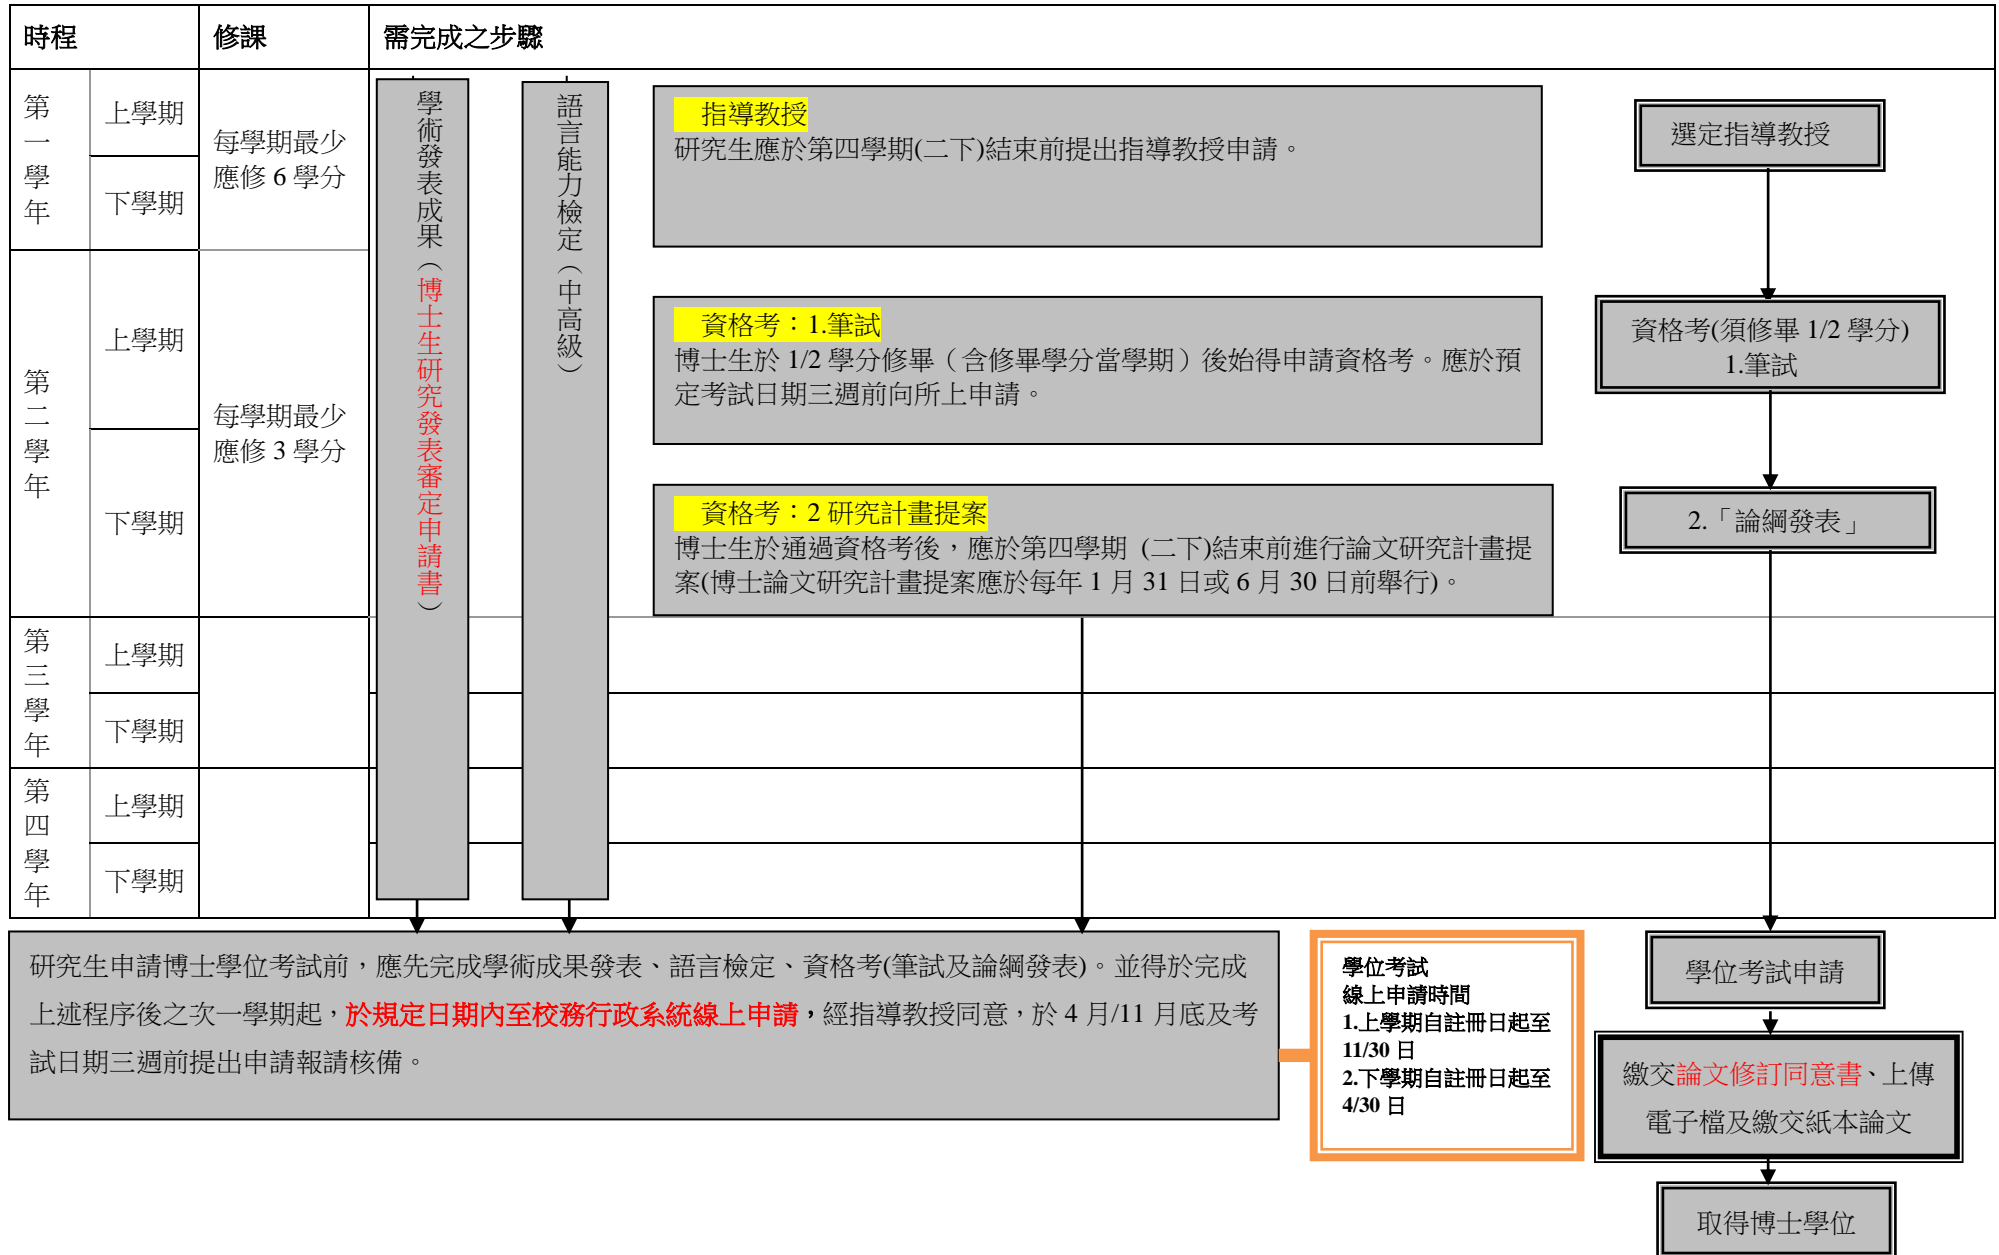 時程 修課 需完成之步驟
第一學年
上學期
下學期
每學期最少
應修 6 學分
第二學年
上學期
下學期
每學期最少
應修 3 學分
第三學年
上學期
下學期
第四學年
上學期
下學期
學術發表成果（博士生研究發表審定申請書）
語言能力檢定（中高級）
指導教授
研究生應於第四學期(二下)結束前提出指導教授申請。
資格考：1.筆試
博士生於 1/2 學分修畢（含修畢學分當學期）後始得申請資格考。應於預
定考試日期三週前向所上申請。
資格考：2 研究計畫提案
博士生於通過資格考後，應於第四學期 (二下)結束前進行論文研究計畫提
案(博士論文研究計畫提案應於每年 1 月 31 日或 6 月 30 日前舉行)。
選定指導教授
資格考(須修畢 1/2 學分)
1.筆試
2.「論綱發表」
研究生申請博士學位考試前，應先完成學術成果發表、語言檢定、資格考(筆試及論綱發表)。並得於完成
上述程序後之次一學期起，於規定日期內至校務行政系統線上申請，經指導教授同意，於 4 月/11 月底及考
試日期三週前提出申請報請核備。
學位考試
線上申請時間
1.上學期自註冊日起至
11/30 日
2.下學期自註冊日起至
4/30 日
學位考試申請
繳交論文修訂同意書、上傳
電子檔及繳交紙本論文
取得博士學位